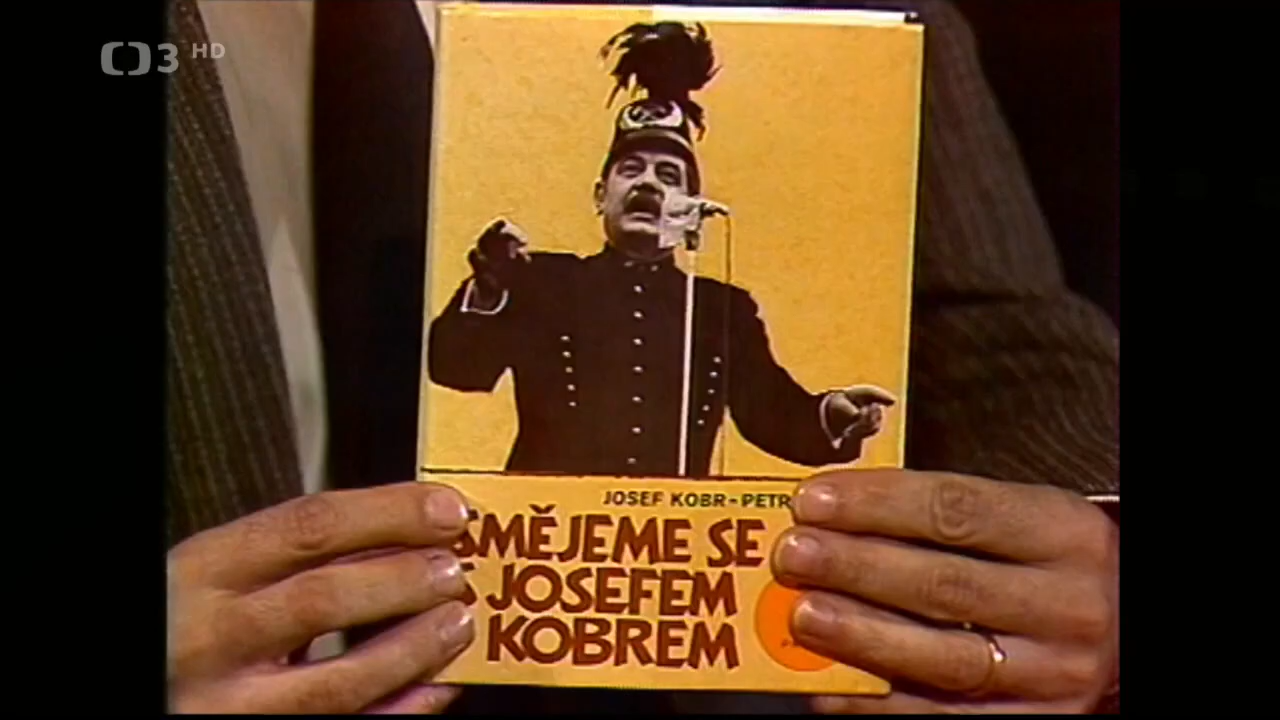 3 HD
JOSEF KOBR-PETR
SMĚJEME SE
S JOSEFEM
KOBREM